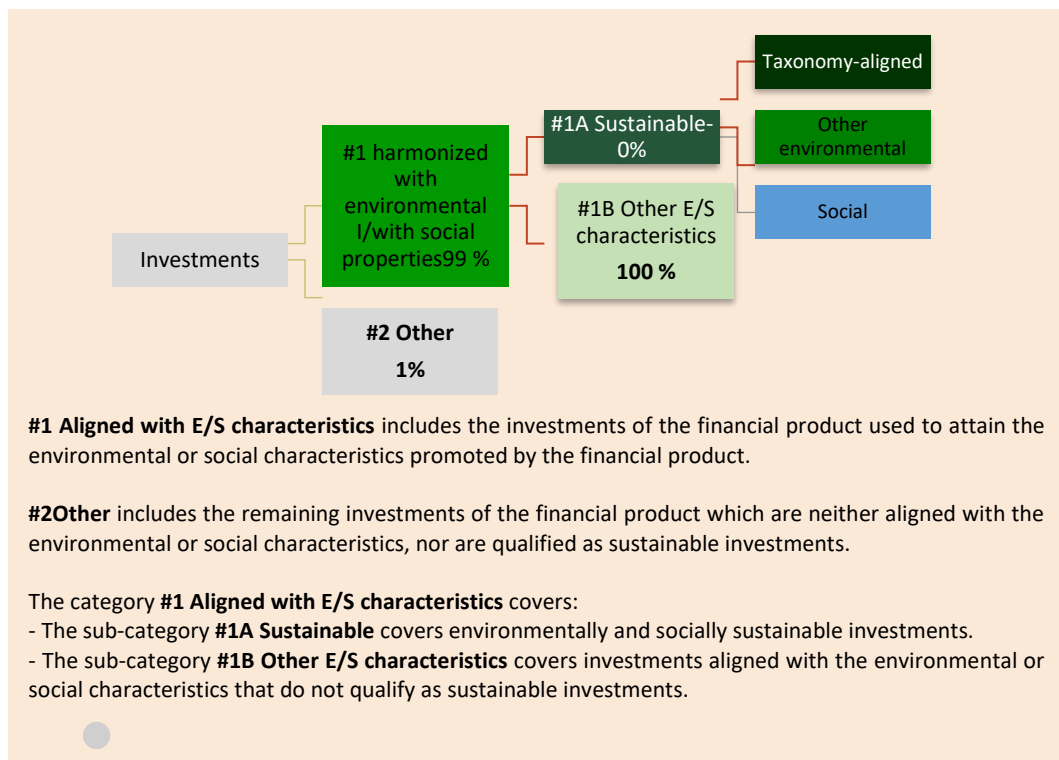 Taxonomy-aligned
#1A Sustainable-
0%
Other
environmental
#1 harmonized
with
environmental
l/with social
properties99 %
#1B Other E/S
characteristics
100 %
Social
Investments
#2 Other
1%
#1 Aligned with E/S characteristics includes the investments of the financial product used to attain the
environmental or social characteristics promoted by the financial product.
#2Other includes the remaining investments of the financial product which are neither aligned with the
environmental or social characteristics, nor are qualified as sustainable investments.
The category #1 Aligned with E/S characteristics covers:
- The sub-category #1A Sustainable covers environmentally and socially sustainable investments.
- The sub-category #1B Other E/S characteristics covers investments aligned with the environmental or
social characteristics that do not qualify as sustainable investments.